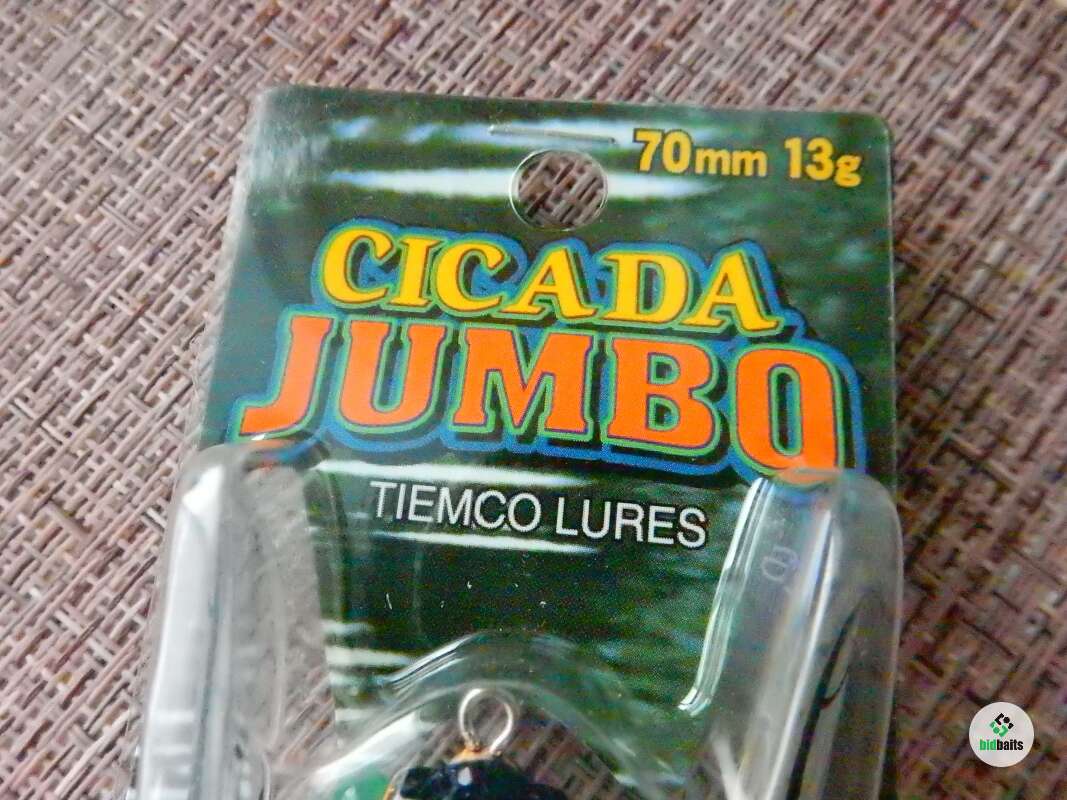 70mm 13g
CICADA
JUMBO
TIEMCO LURES
bidbaits